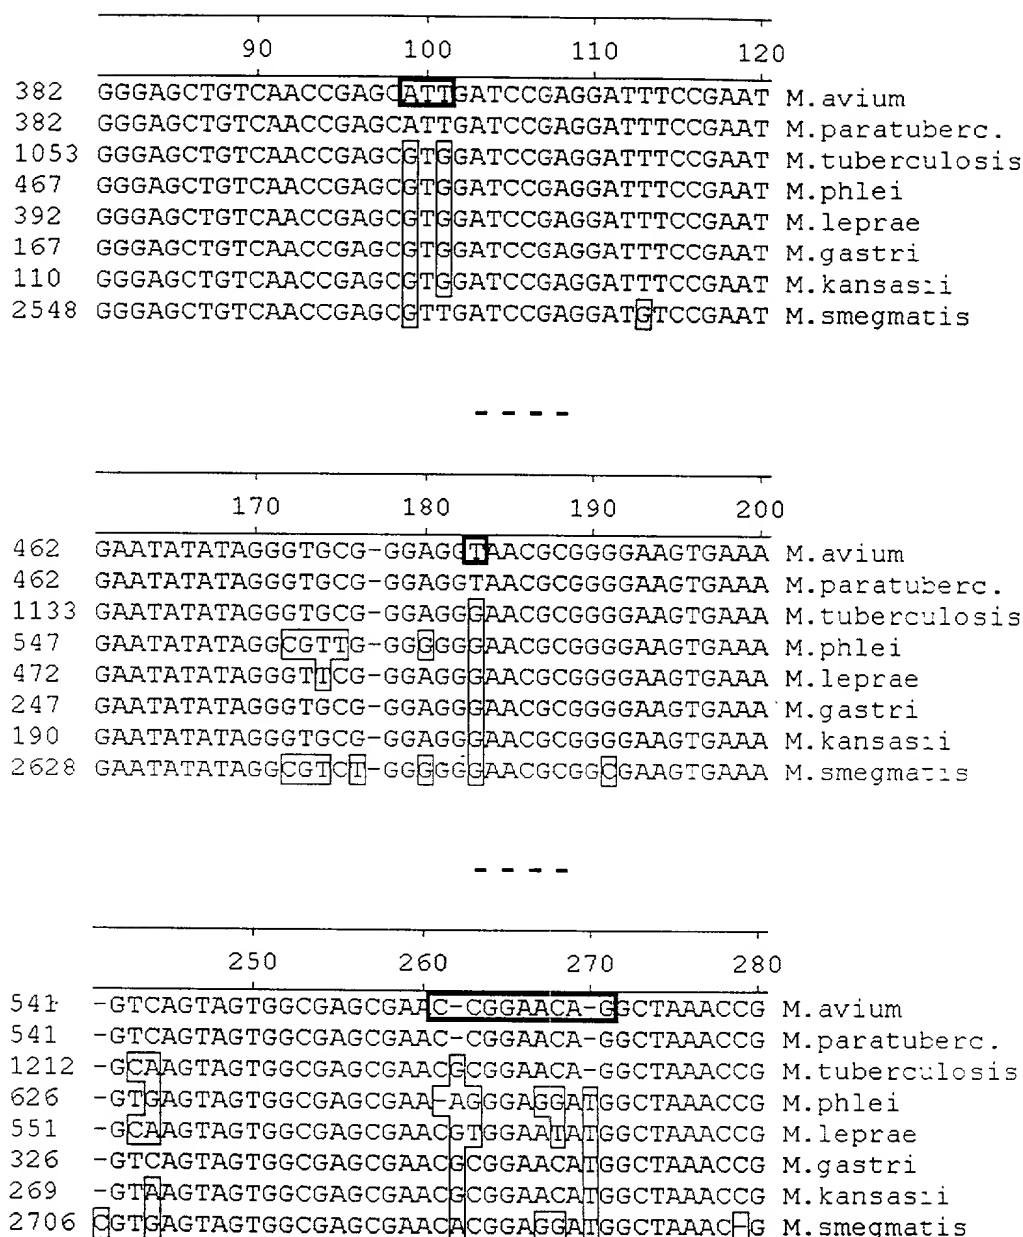 90 100 110 120
382 GGGAGCTGTCAACCGAGCATTGATCCGAGGATTTCCGAAT M.avium
382 GGGAGCTGTCAACCGAGCATTGATCCGAGGATTTCCGAAT M.paratuberc.
1053 GGGAGCTGTCAACCGAGCGTGGATCCGAGGATTTCCGAAT M.tuberculosis
467 GGGAGCTGTCAACCGAGCGTGGATCCGAGGATTTCCGAAT M.phlei
392 GGGAGCTGTCAACCGAGCGTGGATCCGAGGATTTCCGAAT M.leprae
167 GGGAGCTGTCAACCGAGCGTGGATCCGAGGATTTCCGAAT M.gastri
110 GGGAGCTGTCAACCGAGCGTGGATCCGAGGATTTCCGAAT M.kansasii
2548 GGGAGCTGTCAACCGAGCGTTGATCCGAGGATGTCCGAAT M.smegmatis
- - - -
170 180 190 200
462 GAATATATAGGGTGCG-GGAGGTAACGCGGGGAAGTGAAA M.avium
462 GAATATATAGGGTGCG-GGAGGTAACGCGGGGAAGTGAAA M.paratuberc.
1133 GAATATATAGGGTGCG-GGAGGGAACGCGGGGAAGTGAAA M.tuberculosis
547 GAATATATAGGCGTTG-GGGGGGAACGCGGGGAAGTGAAA M.phlei
472 GAATATATAGGGTTCG-GGAGGGAACGCGGGGAAGTGAAA M.leprae
247 GAATATATAGGGTGCG-GGAGGGAACGCGGGGAAGTGAAA M.gastri
190 GAATATATAGGGTGCG-GGAGGGAACGCGGGGAAGTGAAA M.kansasii
2628 GAATATATAGGCGTCT-GGGGGGAACGCGGCGAAGTGAAA M.smegmatis
- - - -
250 260 270 280
541 -GTCAGTAGTGGCGAGCGAAC-CGGAACA-GGCTAAACCG M.avium
541 -GTCAGTAGTGGCGAGCGAAC-CGGAACA-GGCTAAACCG M.paratuberc.
1212 -GCAAGTAGTGGCGAGCGAACGCGGAACA-GGCTAAACCG M.tuberculosis
626 -GTGAGTAGTGGCGAGCGAA-AGGGAGGATGGCTAAACCG M.phlei
551 -GCAAGTAGTGGCGAGCGAACGTGGAATATGGCTAAACCG M.leprae
326 -GTCAGTAGTGGCGAGCGAACGCGGAACATGGCTAAACCG M.gastri
269 -GTAAGTAGTGGCGAGCGAACGCGGAACATGGCTAAACCG M.kansasii
2706 CGTGAGTAGTGGCGAGCGAACACGGAGGATGGCTAAAC-G M.smegmatis